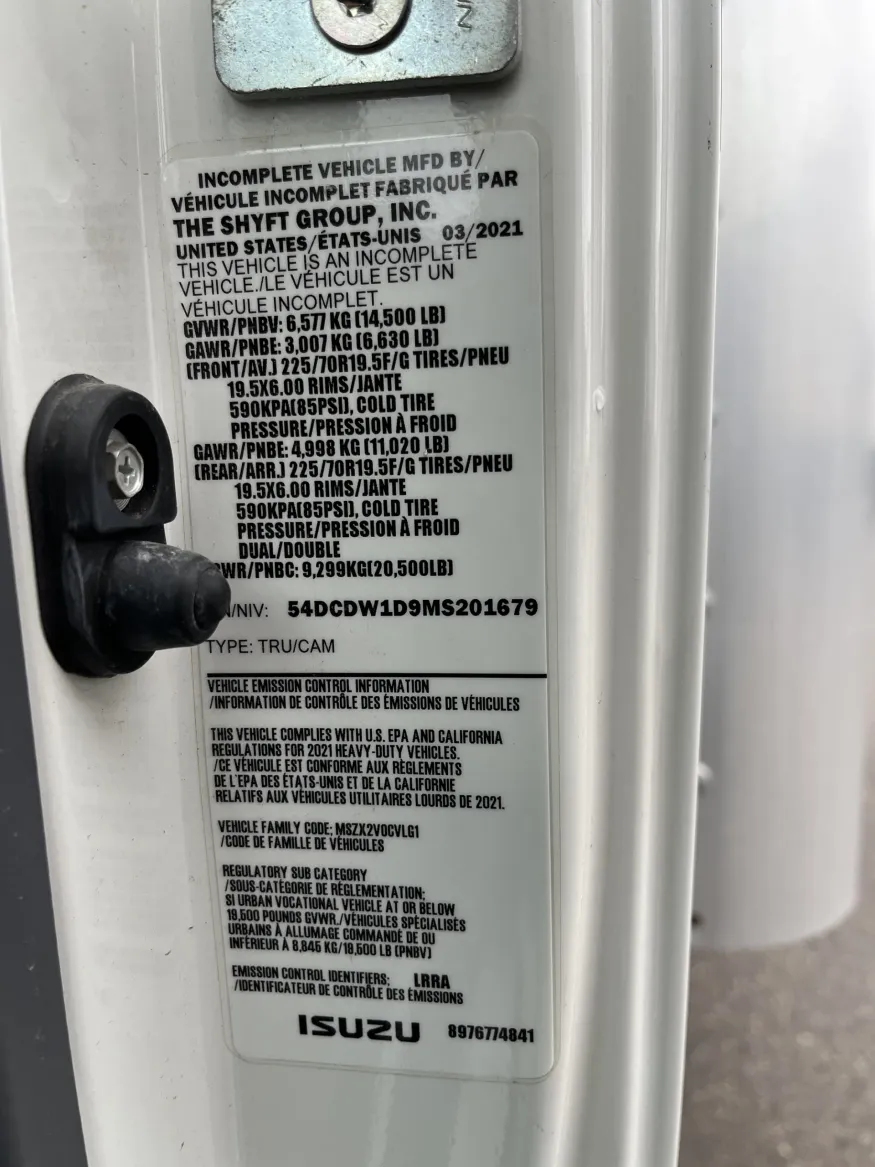 INCOMPLETE VEHICLE MFD BY/
VÉHICULE INCOMPLET FABRIQUÉ PAR
THE SHYFT GROUP, INC.
UNITED STATES/ÉTATS-UNIS 03/2021
THIS VEHICLE IS AN INCOMPLETE
VEHICLE./LE VÉHICULE EST UN
VÉHICULE INCOMPLET.
GVWR/PNBV: 6,577 KG (14,500 LB)
GAWR/PNBE: 3,007 KG (6,630 LB)
(FRONT/AV.) 225/70R19.5F/G TIRES/PNEU
19.5X6.00 RIMS/JANTE
590KPA(85PSI), COLD TIRE
PRESSURE/PRESSION À FROID
GAWR/PNBE: 4,998 KG (11,020 LB)
(REAR/ARR.) 225/70R19.5F/G TIRES/PNEU
19.5X6.00 RIMS/JANTE
590KPA(85PSI), COLD TIRE
PRESSURE/PRESSION À FROID
DUAL/DOUBLE
WR/PNBC: 9,299KG(20,500LB)
/NIV: 54DCDW1D9MS201679
TYPE: TRU/CAM
VEHICLE EMISSION CONTROL INFORMATION
/INFORMATION DE CONTRÔLE DES ÉMISSIONS DE VÉHICULES
THIS VEHICLE COMPLIES WITH U.S. EPA AND CALIFORNIA
REGULATIONS FOR 2021 HEAVY-DUTY VEHICLES.
/CE VÉHICULE EST CONFORME AUX RÈGLEMENTS
DE L'EPA DES ÉTATS-UNIS ET DE LA CALIFORNIE
RELATIFS AUX VÉHICULES UTILITAIRES LOURDS DE 2021.
VEHICLE FAMILY CODE; MSZX2VOCVLG1
/CODE DE FAMILLE DE VÉHICULES
REGULATORY SUB CATEGORY
/SOUS-CATÉGORIE DE RÉGLEMENTATION;
SI URBAN VOCATIONAL VEHICLE AT OR BELOW
19,500 POUNDS GVWR./VÉHICULES SPÉCIALISÉS
URBAINS À ALLUMAGE COMMANDÉ DE OU
INFÉRIEUR À 8,845 KG/19,500 LB (PNBV)
EMISSION CONTROL IDENTIFIERS; LRRA
/IDENTIFICATEUR DE CONTRÔLE DES ÉMISSIONS
ISUZU 8976774841